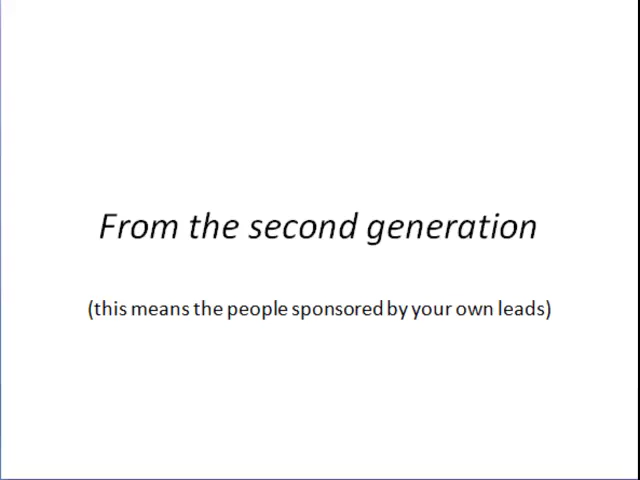 From the second generation
(this means the people sponsored by your own leads)